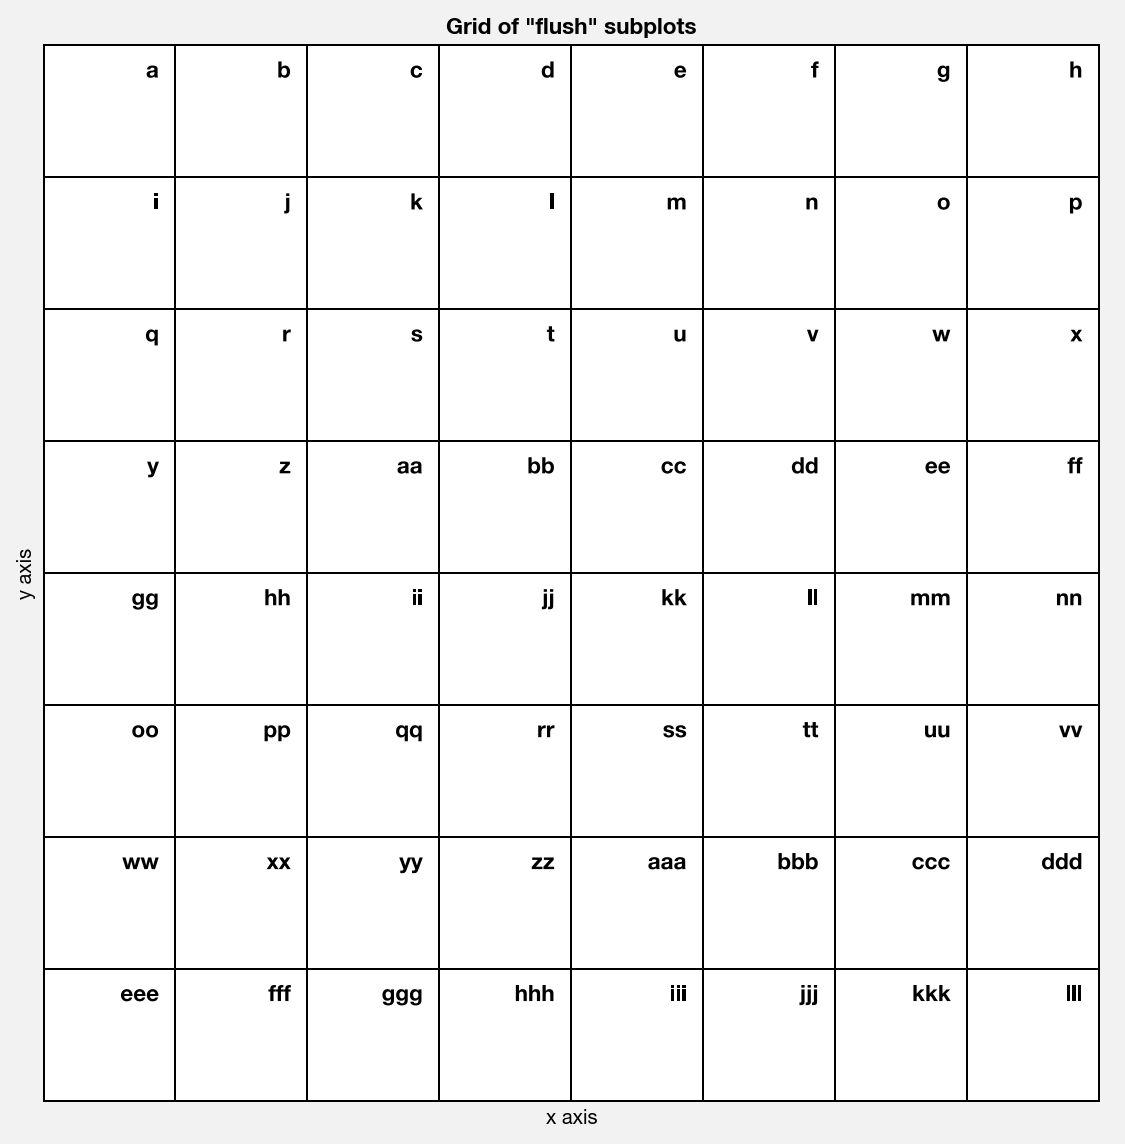 Grid of "flush" subplots
a b c d e f g h
i j k l m n o p
q r s t u v w x
y z aa bb cc dd ee ff
y axis
gg hh ii jj kk ll mm nn
oo pp qq rr ss tt uu vv
ww xx yy zz aaa bbb ccc ddd
eee fff ggg hhh iii jjj kkk lll
x axis